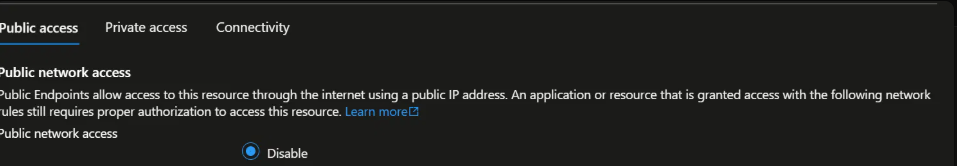 Public access Private access Connectivity
Public network access
Public Endpoints allow access to this resource through the internet using a public IP address. An application or resource that is granted access with the following network
rules still requires proper authorization to access this resource. Learn more
Public network access
Disable